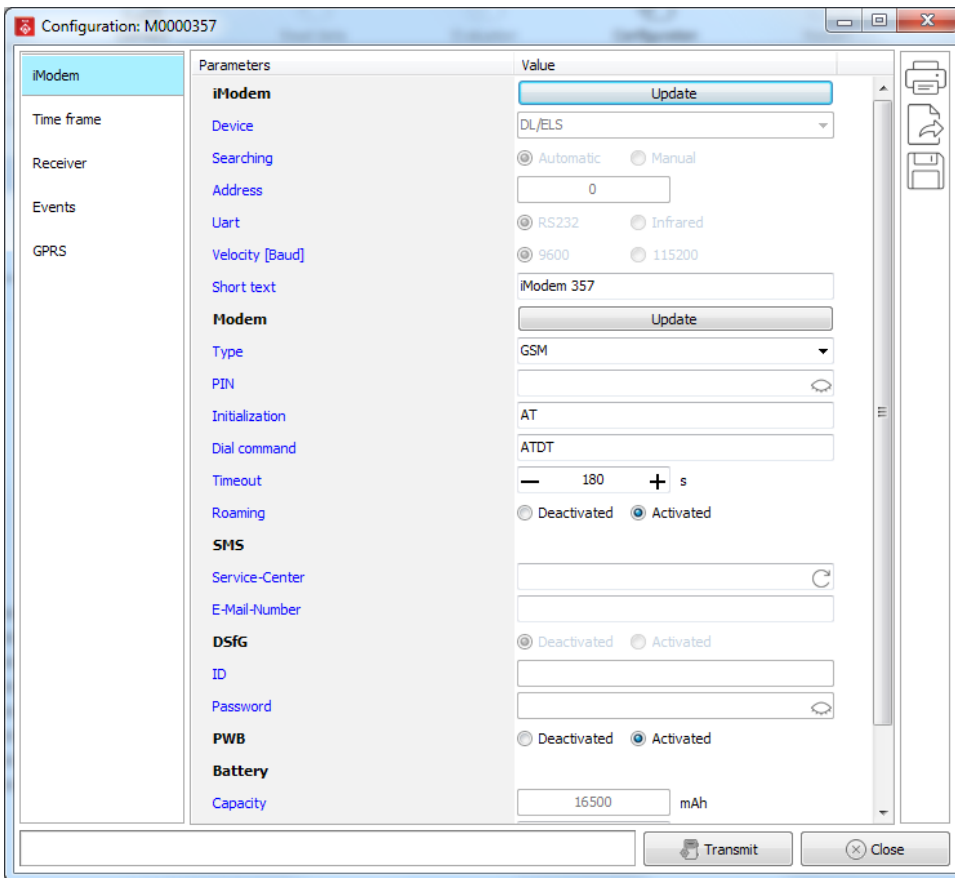 Configuration: M0000357
iModem
Time frame
Receiver
Events
GPRS
Parameters Value
iModem Update
Device DL/ELS
Searching Automatic Manual
Address 0
Uart RS232 Infrared
Velocity [Baud] 9600 115200
Short text iModem 357
Modem Update
Type GSM
PIN
Initialization AT
Dial command ATDT
Timeout 180 s
Roaming Deactivated Activated
SMS
Service-Center
E-Mail-Number
DSfG Deactivated Activated
ID
Password
PWB Deactivated Activated
Battery
Capacity 16500 mAh
Transmit Close